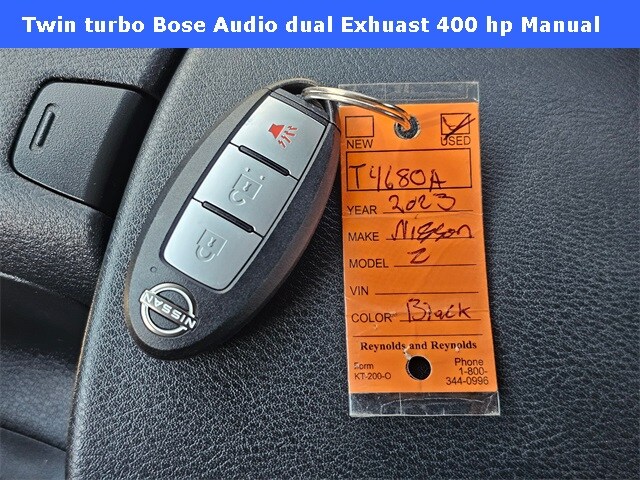 Twin turbo Bose Audio dual Exhuast 400 hp Manual
NEW USED
T4680A
YEAR 2023
MAKE Nissan
MODEL Z
VIN
COLOR Black
Reynolds and Reynolds
Form
KT-200-O
Phone
1-800-
344-0996
NISSAN